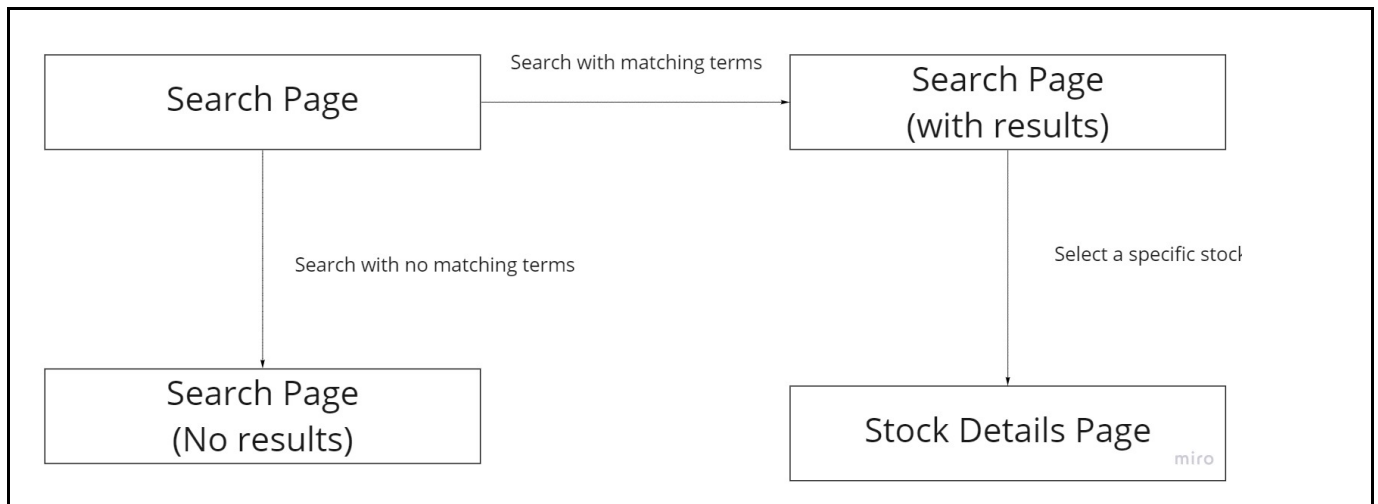 Search with matching terms
Search Page
Search Page
(with results)
Search with no matching terms
Select a specific stock
Search Page
(No results)
Stock Details Page
miro